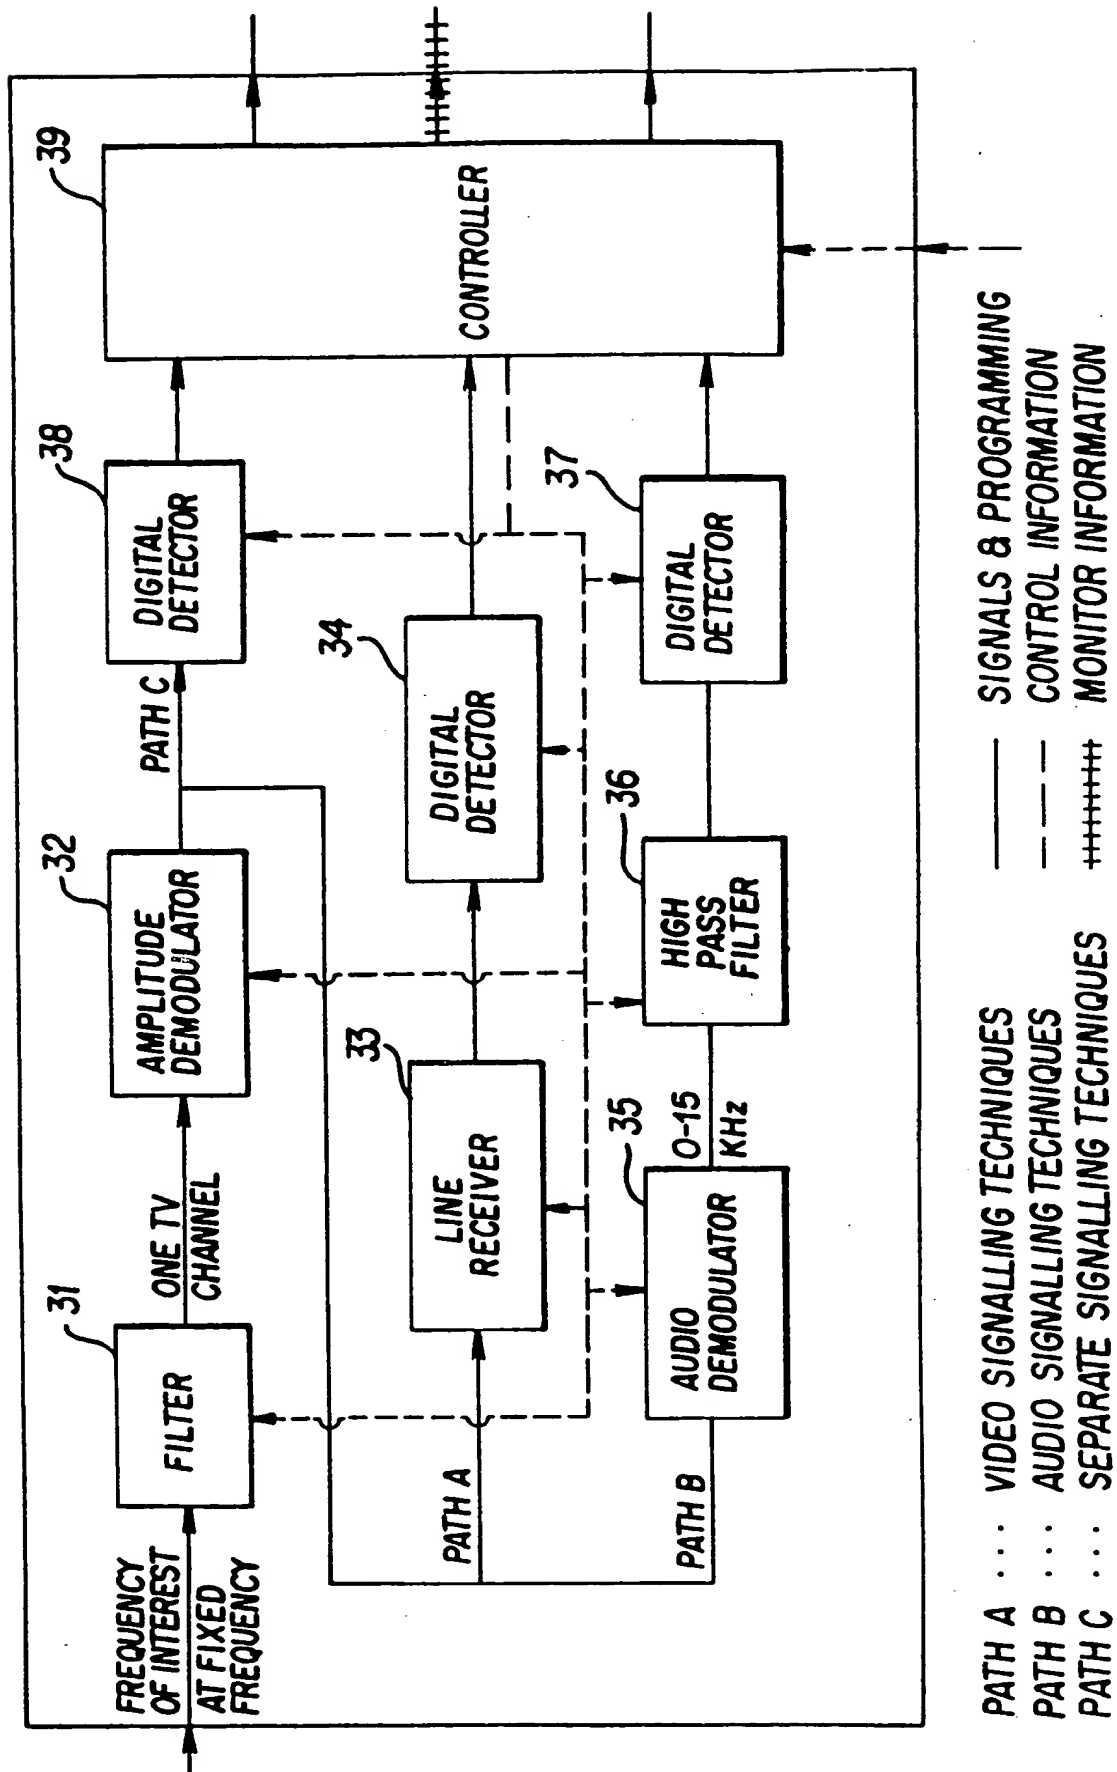 FREQUENCY
OF INTEREST
AT FIXED
FREQUENCY
31
FILTER
ONE TV
CHANNEL
32
AMPLITUDE
DEMODULATOR
PATH C
38
DIGITAL
DETECTOR
39
CONTROLLER
PATH A
33
LINE
RECEIVER
34
DIGITAL
DETECTOR
PATH B
35
AUDIO
DEMODULATOR
0-15
KHz
36
HIGH
PASS
FILTER
37
DIGITAL
DETECTOR
PATH A ... VIDEO SIGNALLING TECHNIQUES
PATH B ... AUDIO SIGNALLING TECHNIQUES
PATH C ... SEPARATE SIGNALLING TECHNIQUES
SIGNALS & PROGRAMMING
CONTROL INFORMATION
MONITOR INFORMATION